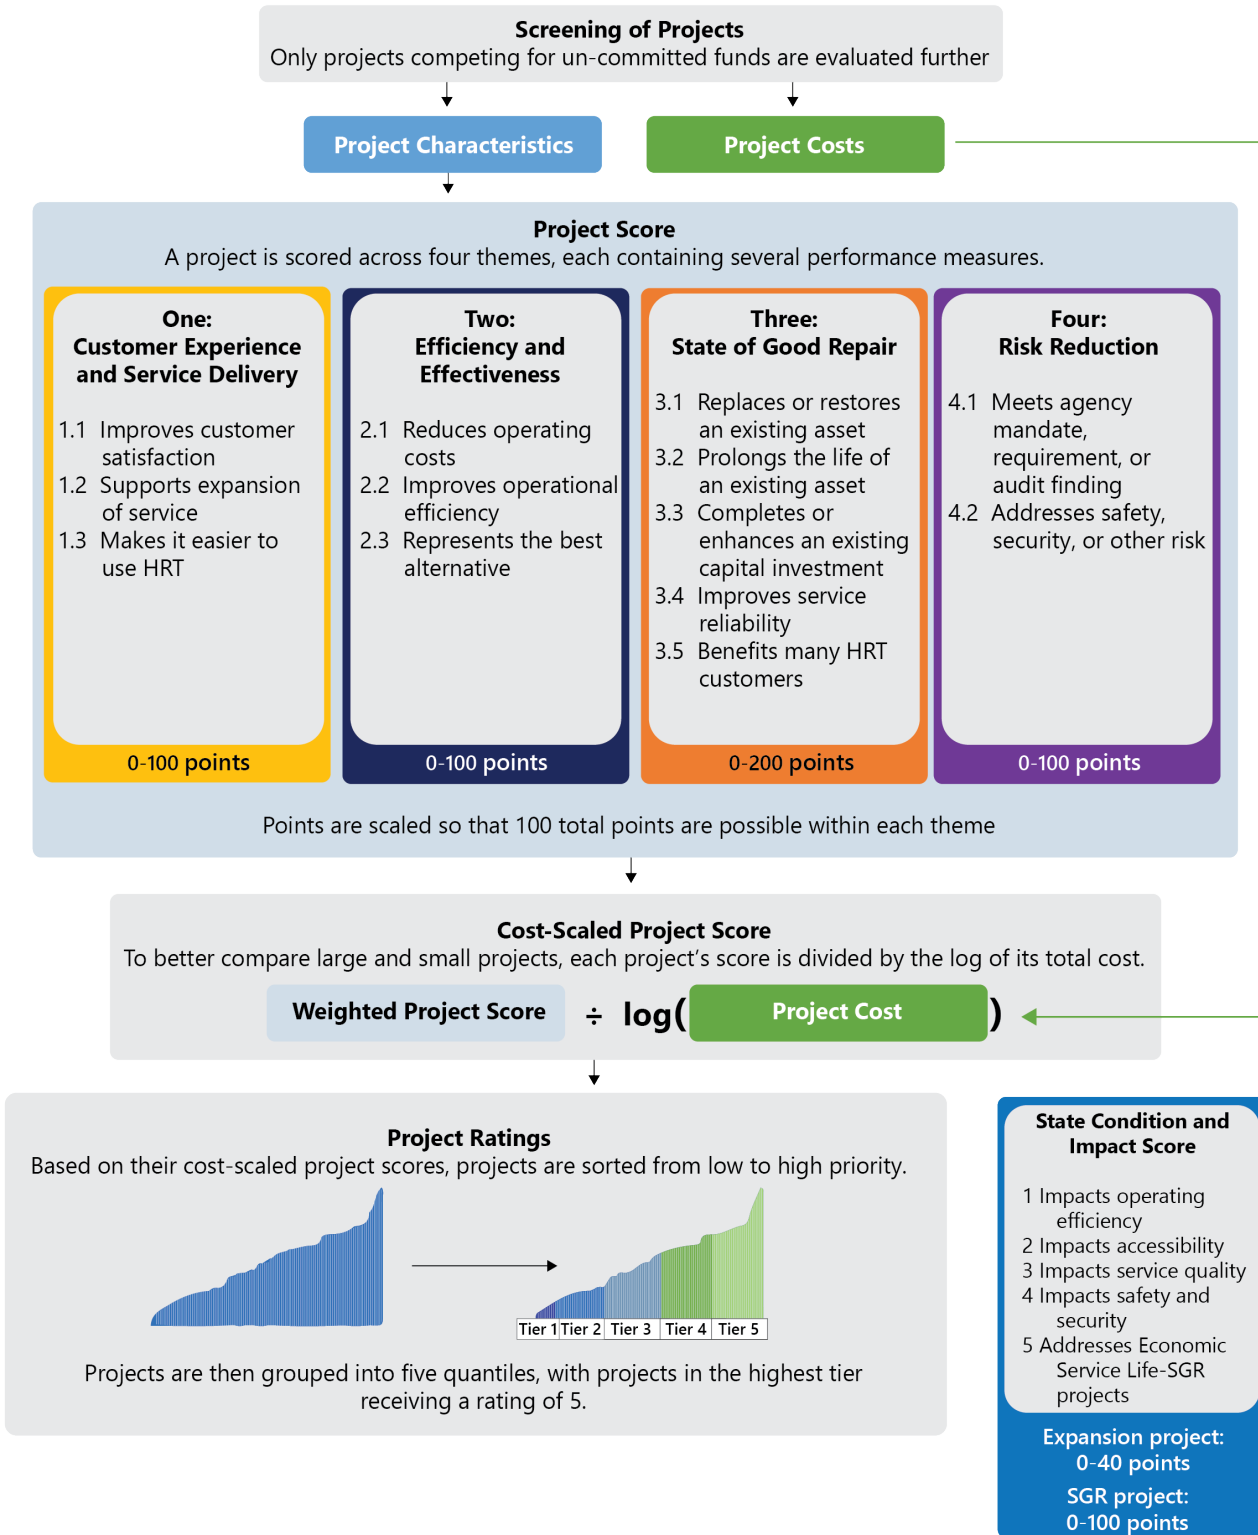 Screening of Projects
Only projects competing for un-committed funds are evaluated further
Project Characteristics
Project Costs
Project Score
A project is scored across four themes, each containing several performance measures.
One:
Customer Experience
and Service Delivery
1.1 Improves customer
satisfaction
1.2 Supports expansion
of service
1.3 Makes it easier to
use HRT
0-100 points
Two:
Efficiency and
Effectiveness
2.1 Reduces operating
costs
2.2 Improves operational
efficiency
2.3 Represents the best
alternative
0-100 points
Three:
State of Good Repair
3.1 Replaces or restores
an existing asset
3.2 Prolongs the life of
an existing asset
3.3 Completes or
enhances an existing
capital investment
3.4 Improves service
reliability
3.5 Benefits many HRT
customers
0-200 points
Four:
Risk Reduction
4.1 Meets agency
mandate,
requirement, or
audit finding
4.2 Addresses safety,
security, or other risk
0-100 points
Points are scaled so that 100 total points are possible within each theme
Cost-Scaled Project Score
To better compare large and small projects, each project's score is divided by the log of its total cost.
Weighted Project Score ÷ log( Project Cost )
Project Ratings
Based on their cost-scaled project scores, projects are sorted from low to high priority.
Tier 1 Tier 2 Tier 3 Tier 4 Tier 5
Projects are then grouped into five quantiles, with projects in the highest tier
receiving a rating of 5.
State Condition and
Impact Score
1 Impacts operating
efficiency
2 Impacts accessibility
3 Impacts service quality
4 Impacts safety and
security
5 Addresses Economic
Service Life-SGR
projects
Expansion project:
0-40 points
SGR project:
0-100 points